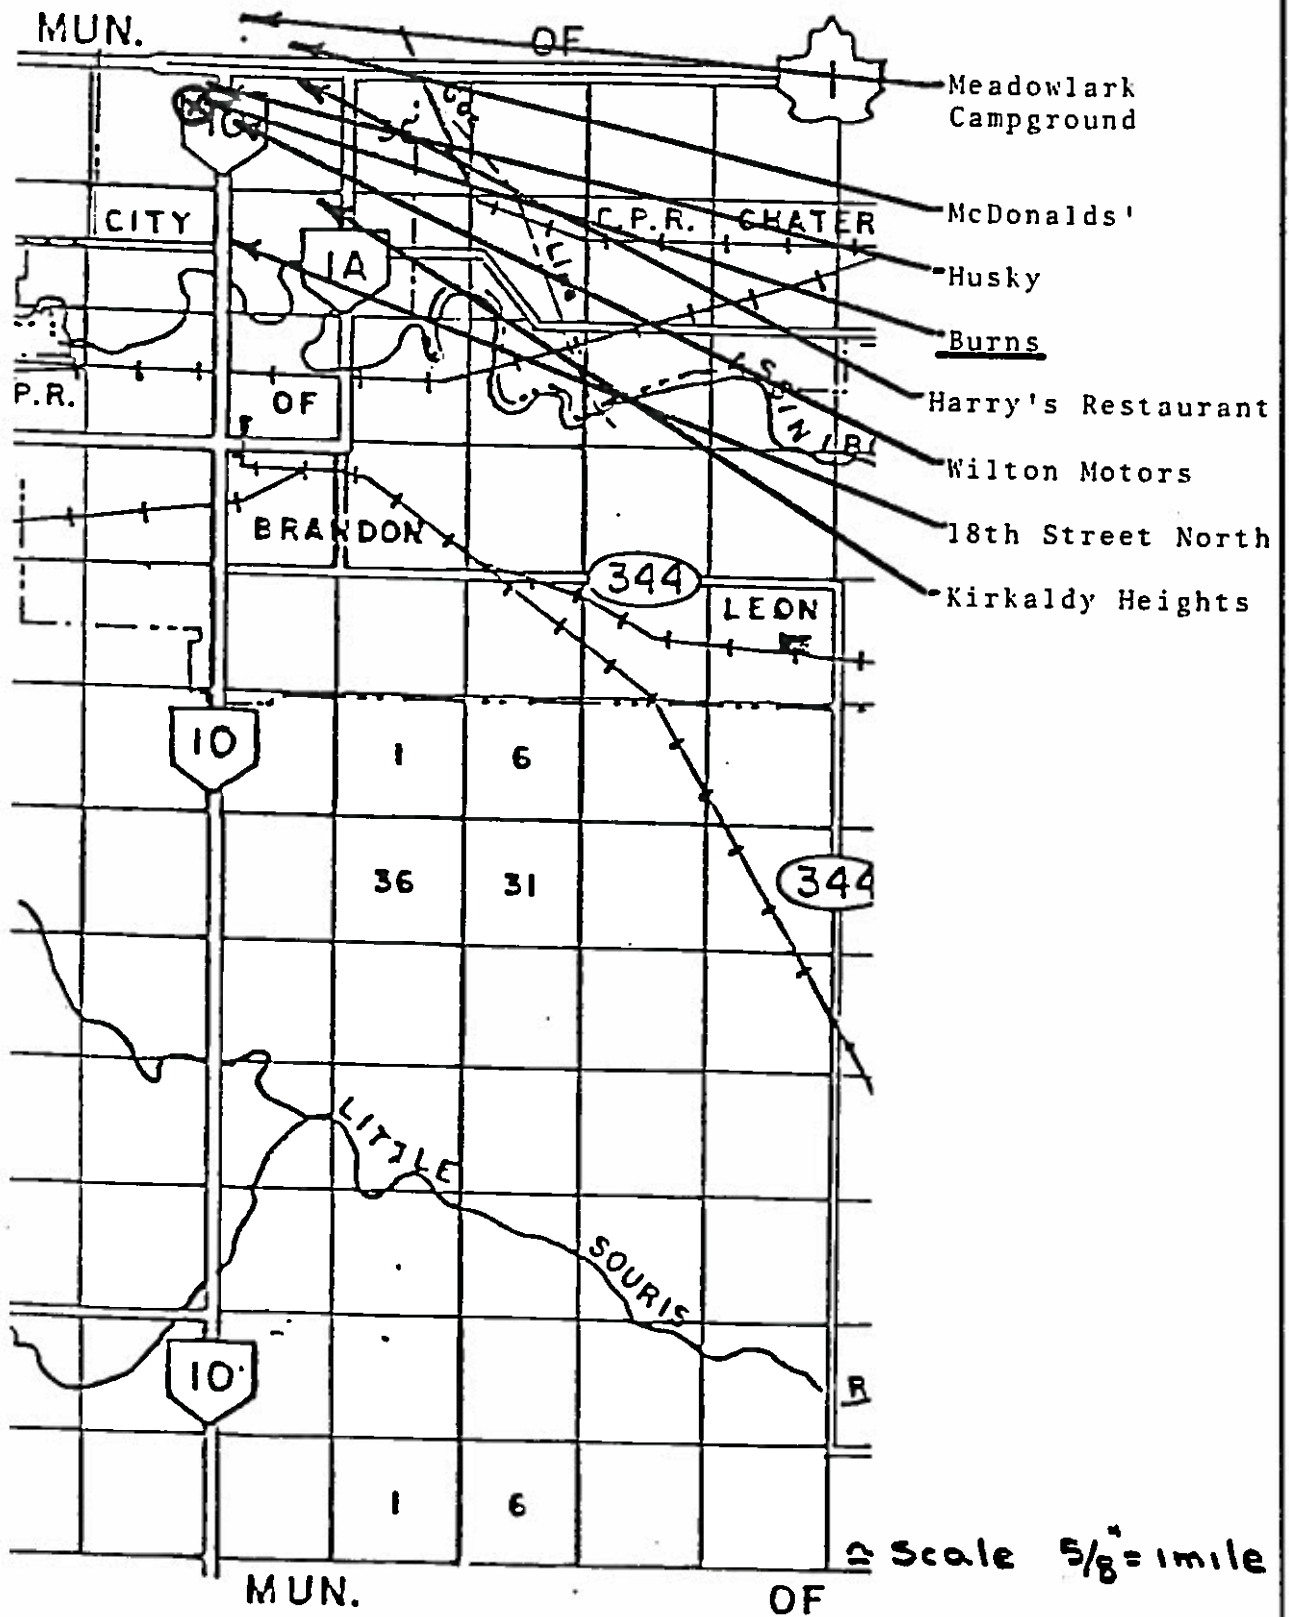 MUN.
OF
1
Meadowlark
Campground
McDonalds'
CITY
C.P.R.
CHATER
Husky
1A
Burns
P.R.
OF
Harry's Restaurant
Wilton Motors
BRANDON
18th Street North
344
Kirkaldy Heights
LEON
10
1
6
36
31
344
LITTLE
SOURIS
10
R
1
6
≃ Scale 5/8" = 1mile
MUN.
OF